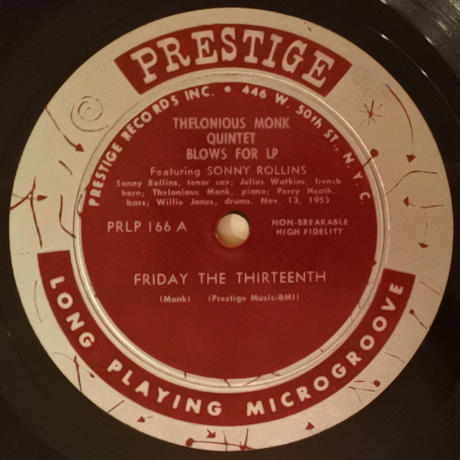 PRESTIGE
PRESTIGE RECORDS INC. • 446 W. 50th ST., N.Y.C.
THELONIOUS MONK
QUINTET
BLOWS FOR LP
Featuring SONNY ROLLINS
Sonny Rollins, tenor sax; Julius Watkins, french
horn; Thelonious Monk, piano; Percy Heath,
bass; Willie Jones, drums. Nov. 13, 1953
PRLP 166 A
NON-BREAKABLE
HIGH FIDELITY
FRIDAY THE THIRTEENTH
(Monk) (Prestige Music-BMI)
LONG PLAYING MICROGROOVE